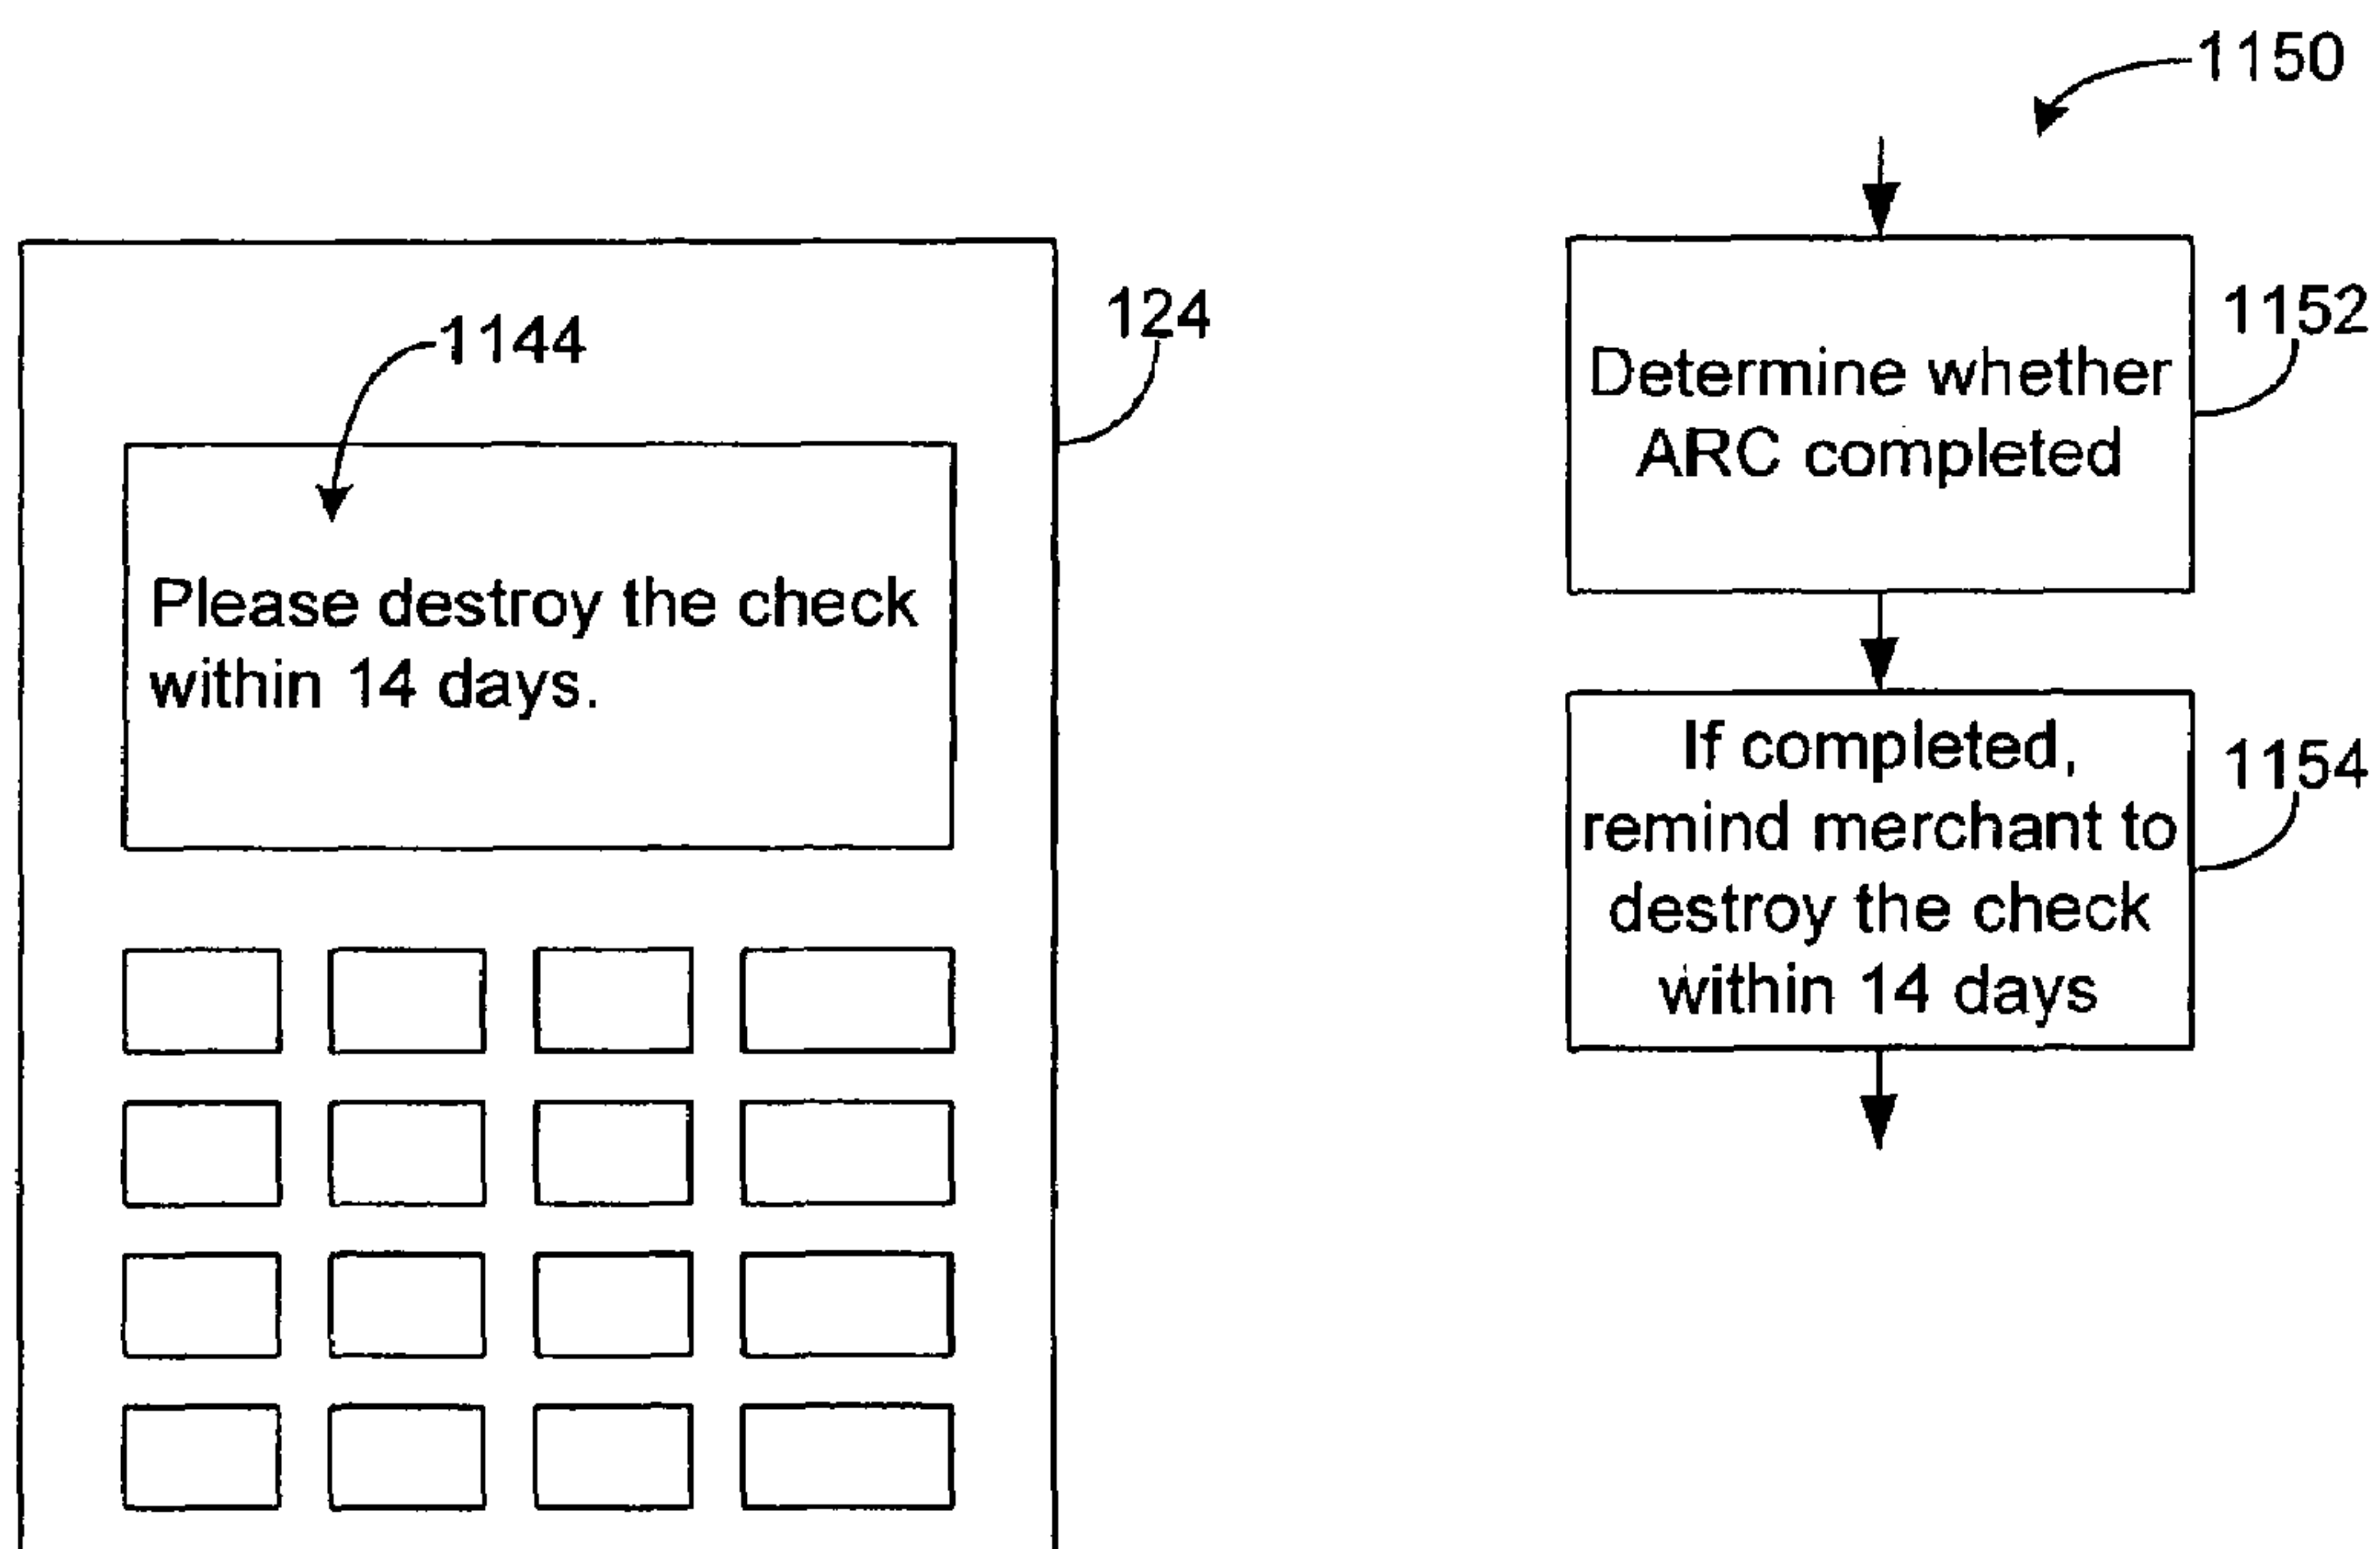 1150
124
1144
Please destroy the check
within 14 days.
1152
Determine whether
ARC completed
1154
If completed,
remind merchant to
destroy the check
within 14 days